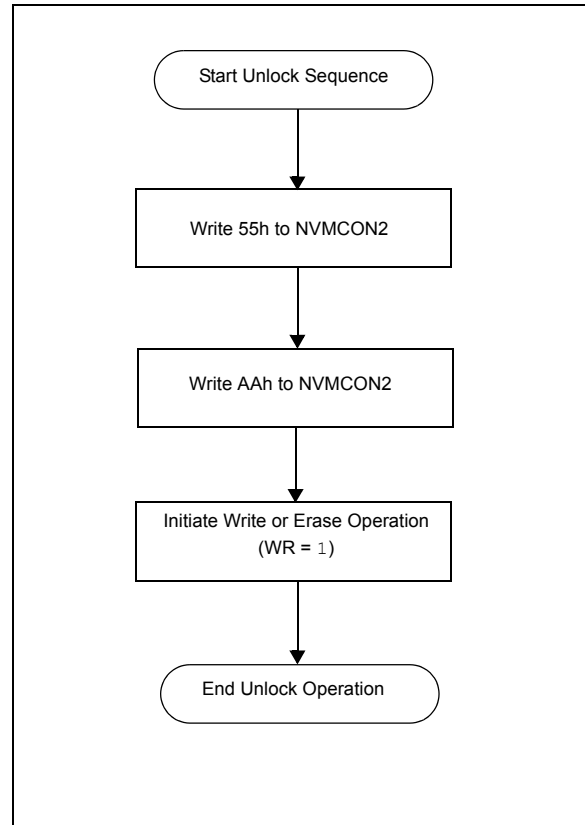 Start Unlock Sequence
Write 55h to NVMCON2
Write AAh to NVMCON2
Initiate Write or Erase Operation
(WR = 1)
End Unlock Operation